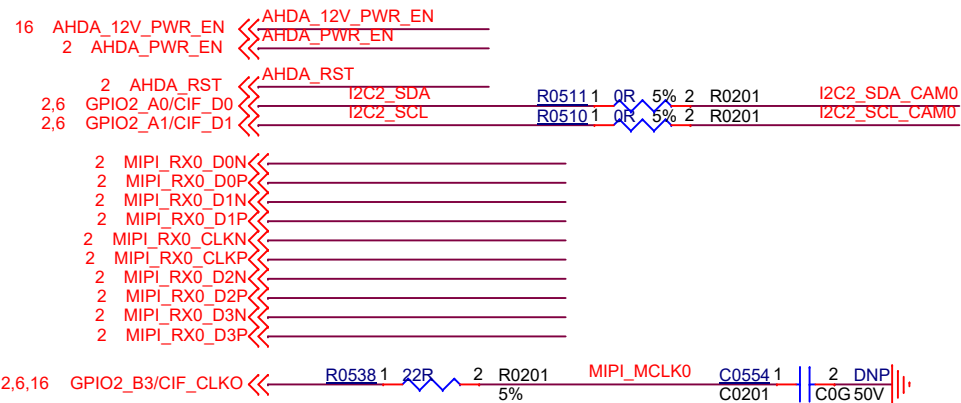 AHDA_12V_PWR_EN
16 AHDA_12V_PWR_EN
AHDA_PWR_EN
2 AHDA_PWR_EN
AHDA_RST
2 AHDA_RST
2,6 GPIO2_A0/CIF_D0 I2C2_SDA R0511 1 0R 5% 2 R0201 I2C2_SDA_CAM0
2,6 GPIO2_A1/CIF_D1 I2C2_SCL R0510 1 0R 5% 2 R0201 I2C2_SCL_CAM0
2 MIPI_RX0_D0N
2 MIPI_RX0_D0P
2 MIPI_RX0_D1N
2 MIPI_RX0_D1P
2 MIPI_RX0_CLKN
2 MIPI_RX0_CLKP
2 MIPI_RX0_D2N
2 MIPI_RX0_D2P
2 MIPI_RX0_D3N
2 MIPI_RX0_D3P
2,6,16 GPIO2_B3/CIF_CLKO R0538 1 22R 2 R0201 MIPI_MCLK0 C0554 1 2 DNP
5% C0201 C0G 50V